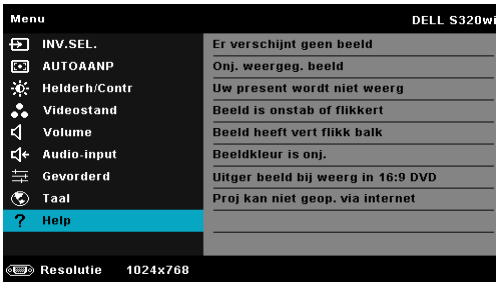 Menu DELL S320wi
INV.SEL. Er verschijnt geen beeld
AUTOAANP Onj. weergeg. beeld
Helderh/Contr Uw present wordt niet weerg
Videostand Beeld is onstab of flikkert
Volume Beeld heeft vert flikk balk
Audio-input Beeldkleur is onj.
Gevorderd Uitger beeld bij weerg in 16:9 DVD
Taal Proj kan niet geop. via internet
? Help
Resolutie 1024x768